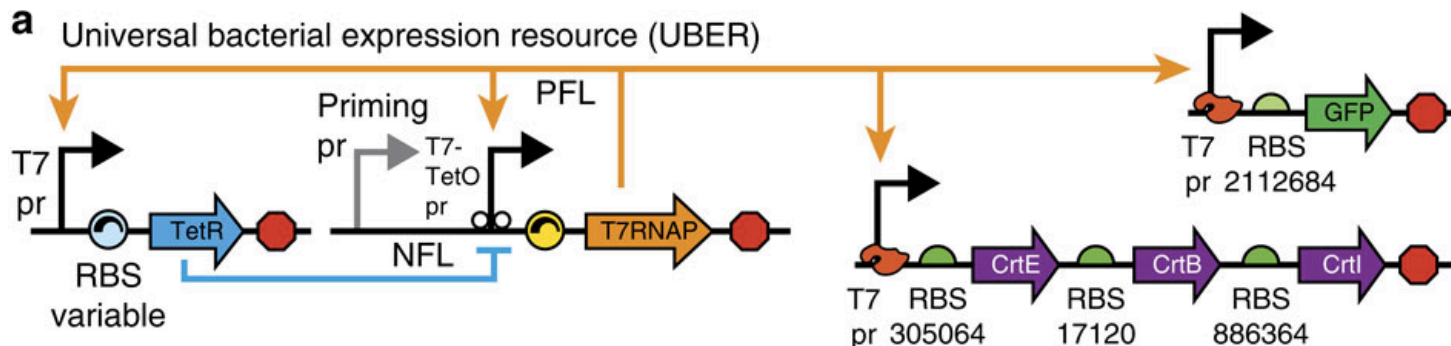 a
Universal bacterial expression resource (UBER)
T7
pr
RBS
variable
TetR
Priming
pr
T7-
TetO
pr
PFL
NFL
T7RNAP
T7
pr
RBS
2112684
GFP
T7
pr
RBS
305064
CrtE
RBS
17120
CrtB
RBS
886364
CrtI